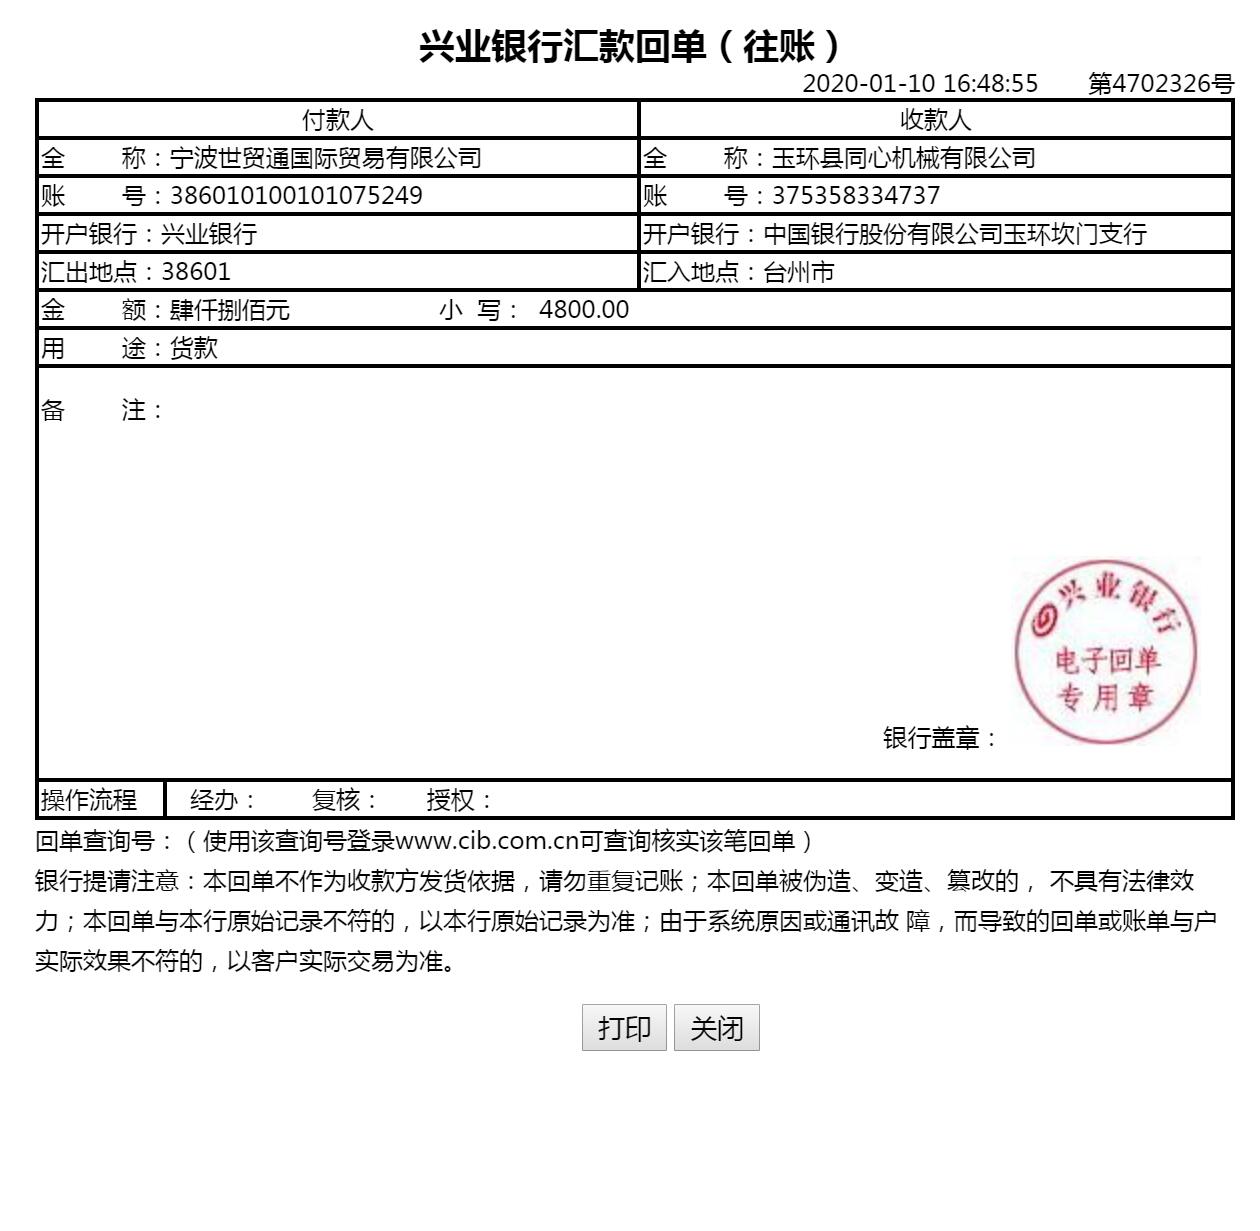 兴业银行汇款回单（往账）
2020-01-10 16:48:55 第4702326号
付款人 收款人
全 称：宁波世贸通国际贸易有限公司 全 称：玉环县同心机械有限公司
账 号：386010100101075249 账 号：375358334737
开户银行：兴业银行 开户银行：中国银行股份有限公司玉环坎门支行
汇出地点：38601 汇入地点：台州市
金 额：肆仟捌佰元 小 写： 4800.00
用 途：货款
备 注：
兴业银行
电子回单
专用章
银行盖章：
操作流程 经办： 复核： 授权：
回单查询号：（使用该查询号登录www.cib.com.cn可查询核实该笔回单）
银行提请注意：本回单不作为收款方发货依据，请勿重复记账；本回单被伪造、变造、篡改的， 不具有法律效
力；本回单与本行原始记录不符的，以本行原始记录为准；由于系统原因或通讯故 障，而导致的回单或账单与户
实际效果不符的，以客户实际交易为准。
打印 关闭